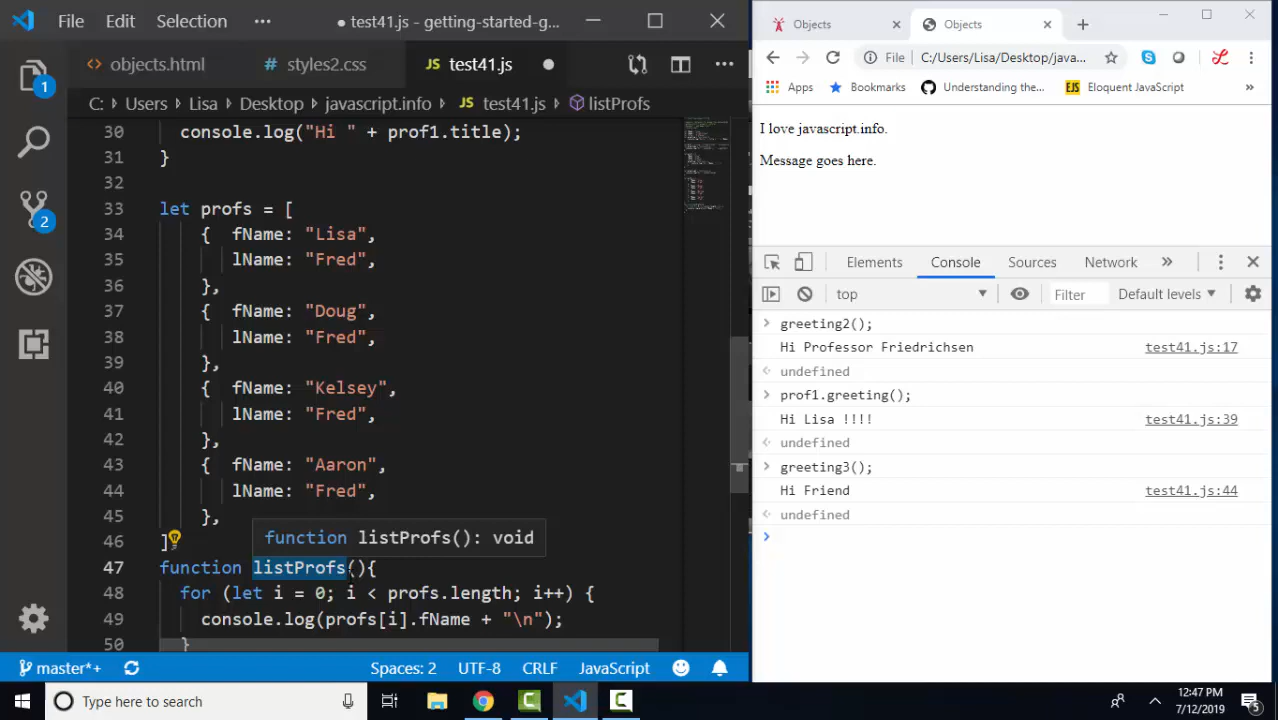 File Edit Selection ··· ● test41.js - getting-started-g...
objects.html # styles2.css JS test41.js ● ···
C: > Users > Lisa > Desktop > javascript.info > JS test41.js > listProfs
1
2
30 console.log("Hi " + prof1.title);
31 }
32
33 let profs = [
34 { fName: "Lisa",
35 lName: "Fred",
36 },
37 { fName: "Doug",
38 lName: "Fred",
39 },
40 { fName: "Kelsey",
41 lName: "Fred",
42 },
43 { fName: "Aaron",
44 lName: "Fred",
45 },
46 ]
function listProfs(): void
47 function listProfs(){
48 for (let i = 0; i < profs.length; i++) {
49 console.log(profs[i].fName + "\n");
50 }
master*+ Spaces: 2 UTF-8 CRLF JavaScript
Objects Objects
File C:/Users/Lisa/Desktop/java...
Apps Bookmarks Understanding the... EJS Eloquent JavaScript »
I love javascript.info.
Message goes here.
Elements Console Sources Network »
top Filter Default levels
> greeting2();
Hi Professor Friedrichsen test41.js:17
undefined
> prof1.greeting();
Hi Lisa !!!! test41.js:39
undefined
> greeting3();
Hi Friend test41.js:44
undefined
>
Type here to search
12:47 PM
7/12/2019
5